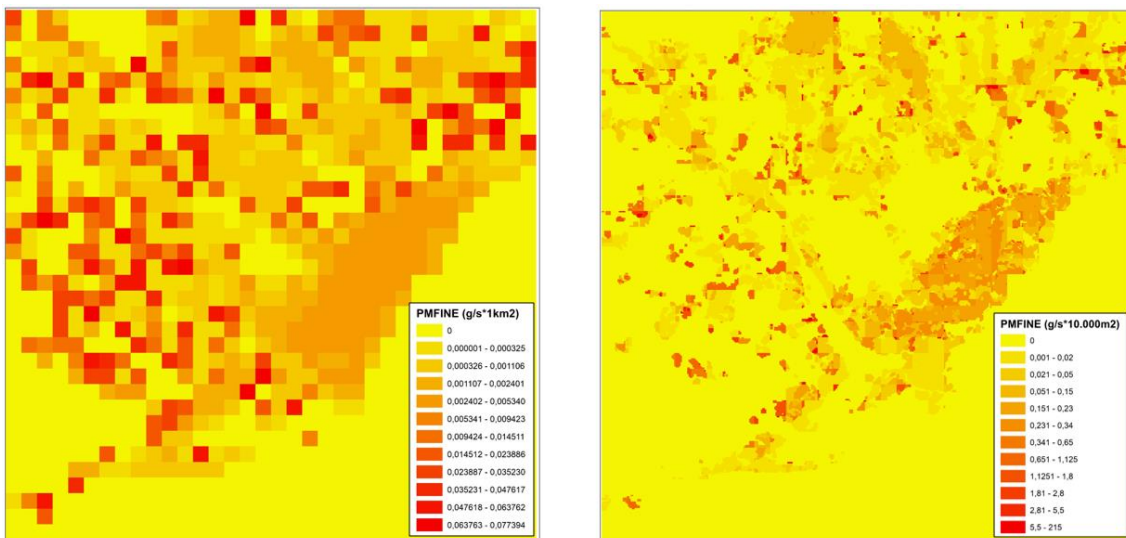 PMFINE (g/s*1km2)
0
0,000001 - 0,000325
0,000326 - 0,001106
0,001107 - 0,002401
0,002402 - 0,005340
0,005341 - 0,009423
0,009424 - 0,014511
0,014512 - 0,023886
0,023887 - 0,035230
0,035231 - 0,047617
0,047618 - 0,063762
0,063763 - 0,077394
PMFINE (g/s*10.000m2)
0
0,001 - 0,02
0,021 - 0,05
0,051 - 0,15
0,151 - 0,23
0,231 - 0,34
0,341 - 0,65
0,651 - 1,125
1,1251 - 1,8
1,81 - 2,8
2,81 - 5,5
5,5 - 215